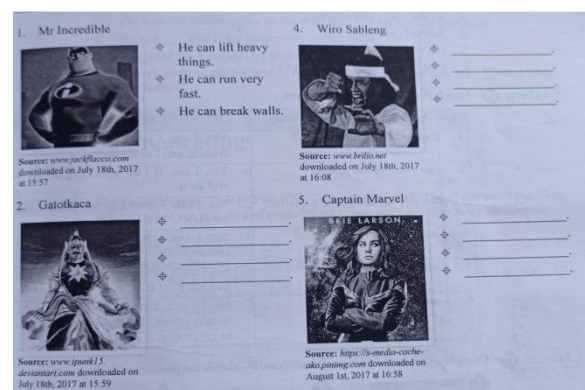 1. Mr Incredible
He can lift heavy
things.
He can run very
fast.
He can break walls.
Source: www.jackflacco.com
downloaded on July 18th, 2017
at 15:57
2. Gatotkaca
Source: www.ipunk15.
deviantart.com downloaded on
July 18th, 2017 at 15:59
4. Wiro Sableng
Source: www.brilio.net
downloaded on July 18th, 2017
at 16:08
5. Captain Marvel
BRIE LARSON
Source: https://s-media-cache-
ako.pinimg.com downloaded on
August 1st, 2017 at 16:58